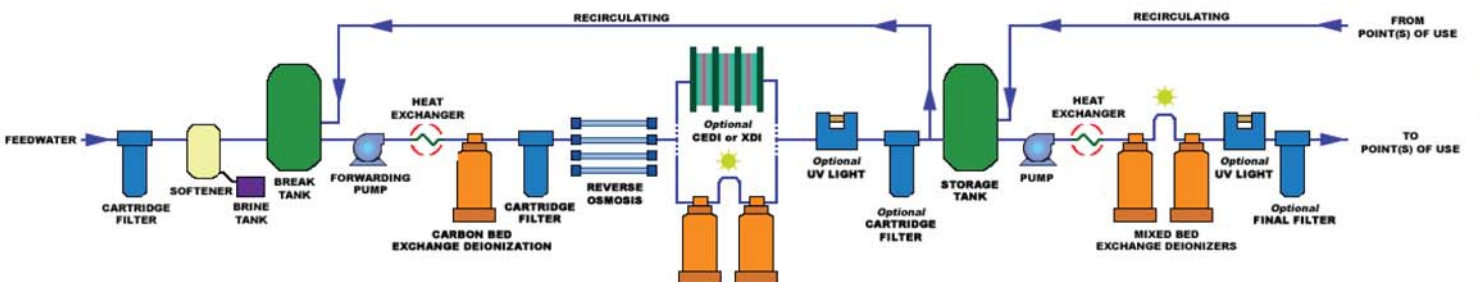 RECIRCULATING
RECIRCULATING
FROM
POINT(S) OF USE
FEEDWATER
CARTRIDGE
FILTER
SOFTENER
BRINE
TANK
BREAK
TANK
FORWARDING
PUMP
HEAT
EXCHANGER
CARBON BED
EXCHANGE DEIONIZATION
CARTRIDGE
FILTER
REVERSE
OSMOSIS
Optional
CEDI or XDI
Optional
UV LIGHT
Optional
CARTRIDGE
FILTER
STORAGE
TANK
PUMP
HEAT
EXCHANGER
MIXED BED
EXCHANGE DEIONIZERS
Optional
UV LIGHT
Optional
FINAL FILTER
TO
POINT(S) OF USE